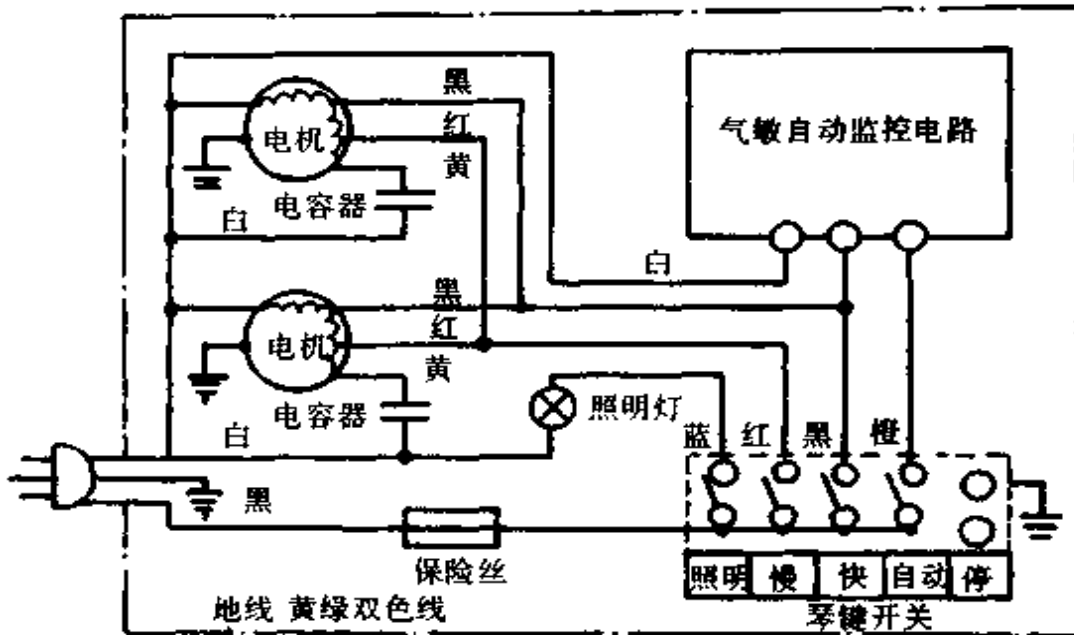 黑
红
气敏自动监控电路
电机
黄
电容器
白
白
黑
红
电机
黄
照明灯
电容器
白
蓝 红 黑 橙
黑
保险丝
照明 慢 快 自动 停
地线 黄绿双色线
琴键开关